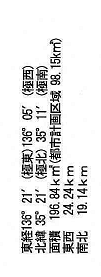 東経136°21′(極東)136°05′(極西)
北緯36°21′(極北)35°11′(極南)
面積 196.84km²(都市計画区域 98.15km²)
東西 24.24km
南北 19.14km